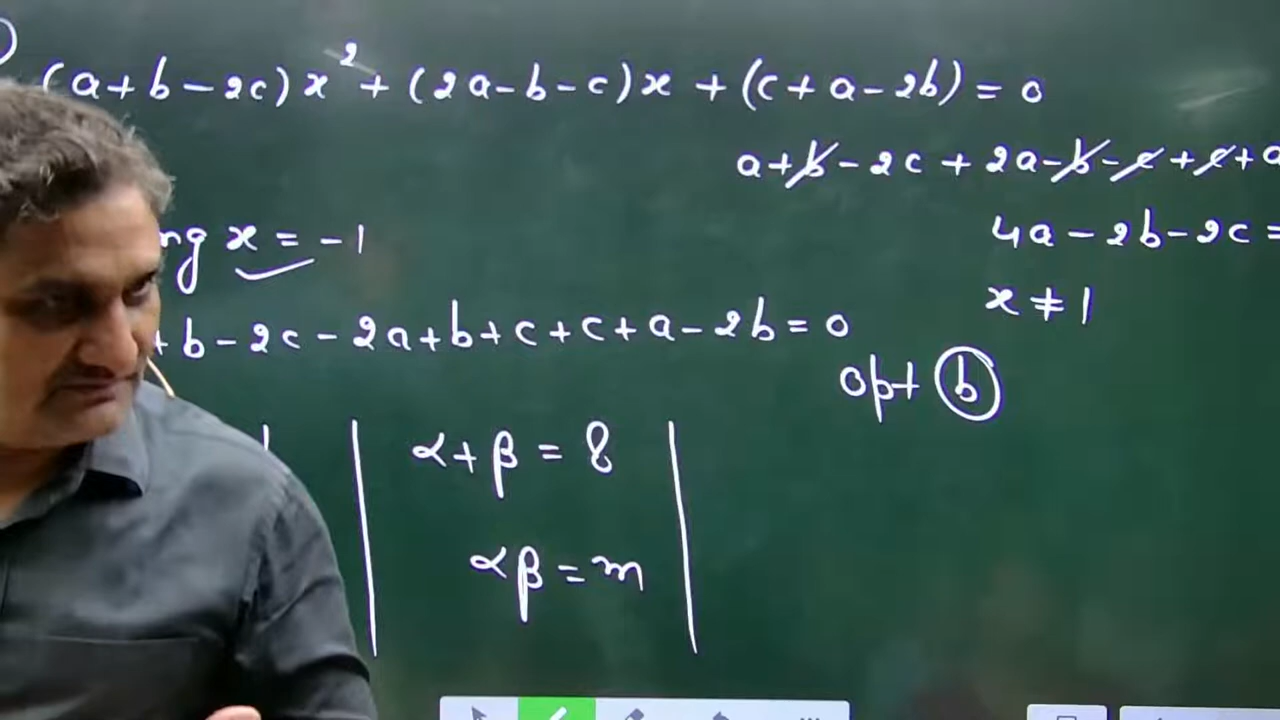 (a+b-2c)x²+(2a-b-c)x+(c+a-2b)=0
a+b-2c+2a-b-c+c+a
4a-2b-2c=
ng x=-1
x≠1
+b-2c-2a+b+c+c+a-2b=0
opt (b)
α+β=8
αβ=m